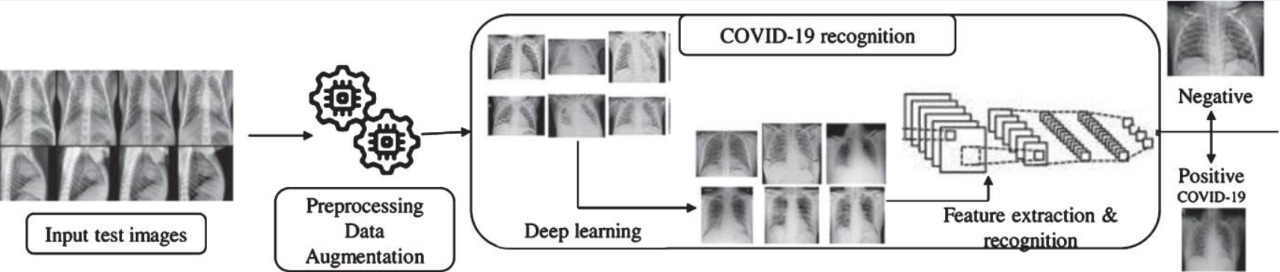 COVID-19 recognition
Input test images
Preprocessing
Data
Augmentation
Deep learning
Feature extraction &
recognition
Negative
Positive
COVID-19